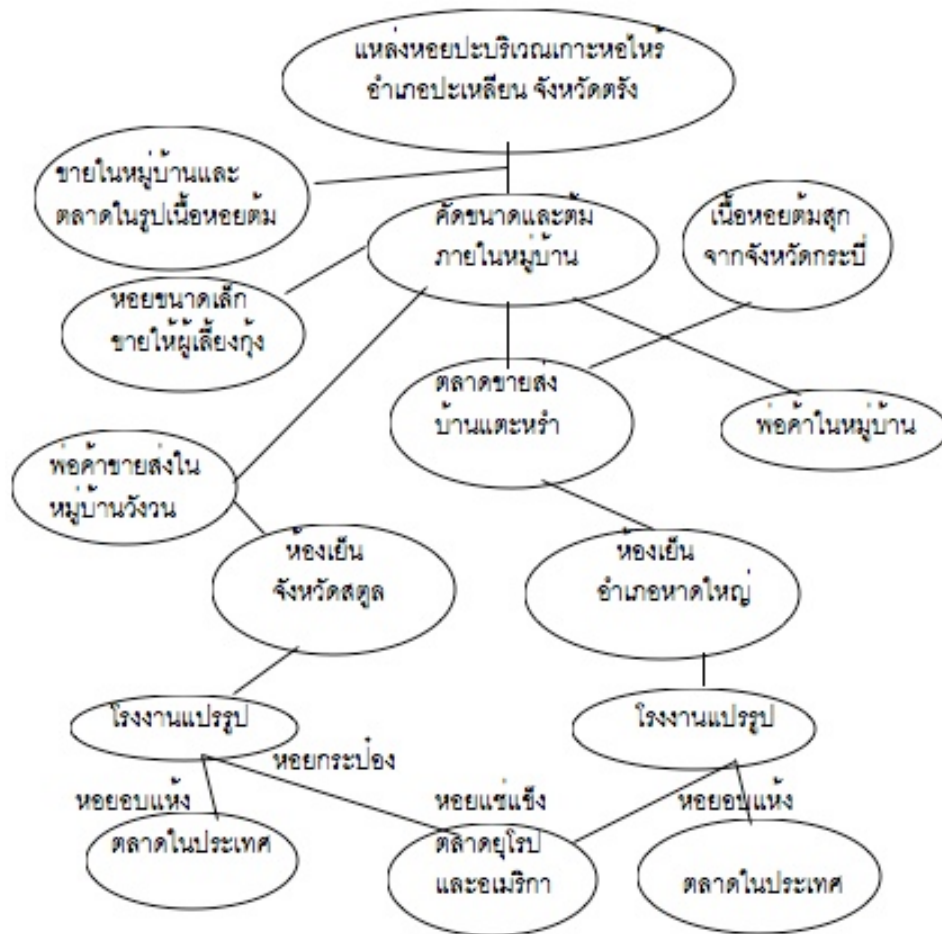 แหล่งหอยปะบริเวณเกาะหอไหร้
อำเภอปะเหลียน จังหวัดตรัง
ขายในหมู่บ้านและ
ตลาดในรูปเนื้อหอยต้ม
คัดขนาดและต้ม
ภายในหมู่บ้าน
เนื้อหอยต้มสุก
จากจังหวัดกระบี่
หอยขนาดเล็ก
ขายให้ผู้เลี้ยงกุ้ง
ตลาดขายส่ง
บ้านแตะหรำ
พ่อค้าในหมู่บ้าน
พ่อค้าขายส่งใน
หมู่บ้านวังวน
ห้องเย็น
จังหวัดสตูล
ห้องเย็น
อำเภอหาดใหญ่
โรงงานแปรรูป
โรงงานแปรรูป
หอยกระป๋อง
หอยอบแห้ง
หอยแช่แข็ง
หอยอบแห้ง
ตลาดในประเทศ
ตลาดยุโรป
และอเมริกา
ตลาดในประเทศ